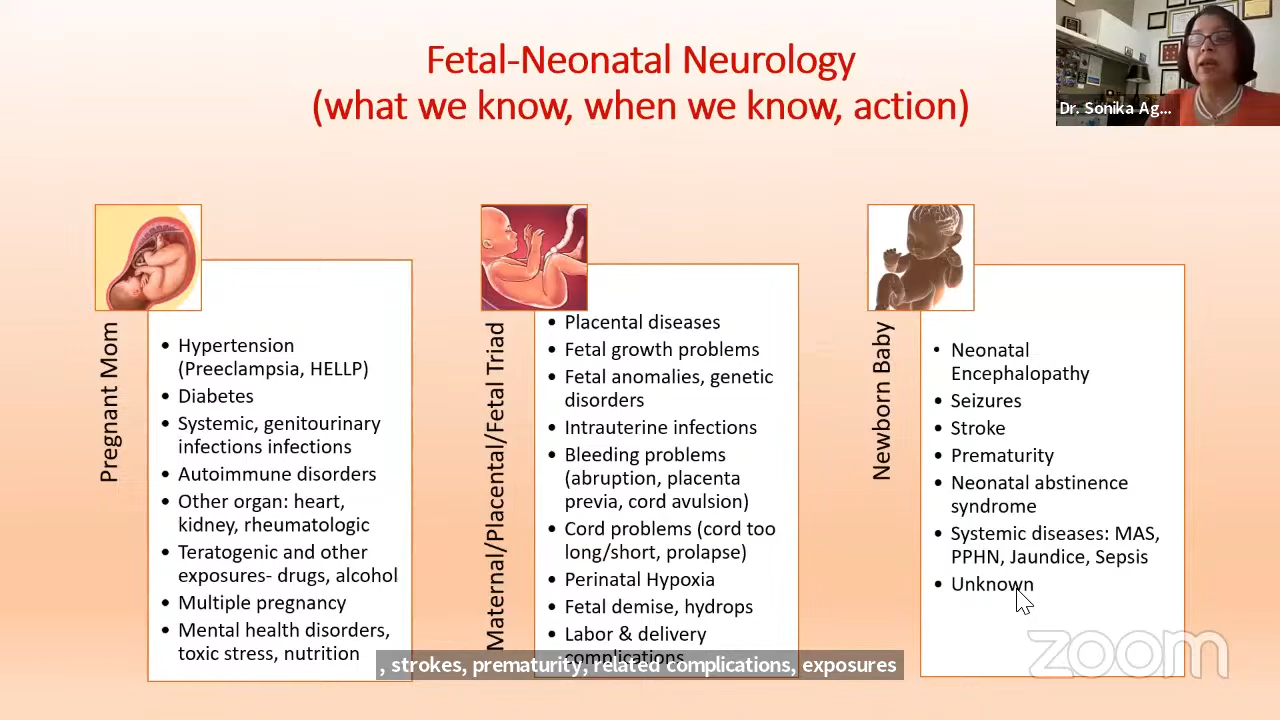 Fetal-Neonatal Neurology
(what we know, when we know, action)
Dr. Sonika Ag...
Pregnant Mom
• Hypertension
(Preeclampsia, HELLP)
• Diabetes
• Systemic, genitourinary
infections infections
• Autoimmune disorders
• Other organ: heart,
kidney, rheumatologic
• Teratogenic and other
exposures- drugs, alcohol
• Multiple pregnancy
• Mental health disorders,
toxic stress, nutrition
Maternal/Placental/Fetal Triad
• Placental diseases
• Fetal growth problems
• Fetal anomalies, genetic
disorders
• Intrauterine infections
• Bleeding problems
(abruption, placenta
previa, cord avulsion)
• Cord problems (cord too
long/short, prolapse)
• Perinatal Hypoxia
• Fetal demise, hydrops
• Labor & delivery
complications
Newborn Baby
• Neonatal
Encephalopathy
• Seizures
• Stroke
• Prematurity
• Neonatal abstinence
syndrome
• Systemic diseases: MAS,
PPHN, Jaundice, Sepsis
• Unknown
, strokes, prematurity, related complications, exposures
zoom